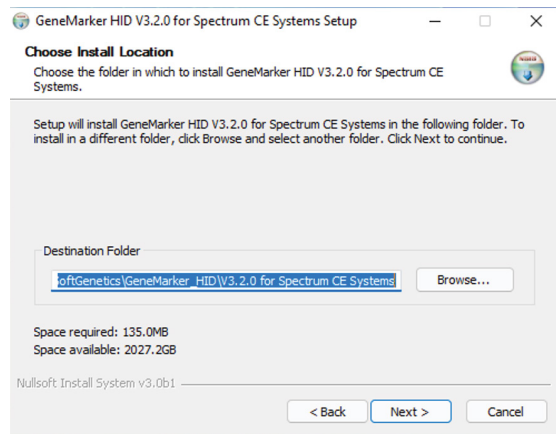 GeneMarker HID V3.2.0 for Spectrum CE Systems Setup
Choose Install Location
Choose the folder in which to install GeneMarker HID V3.2.0 for Spectrum CE
Systems.
Setup will install GeneMarker HID V3.2.0 for Spectrum CE Systems in the following folder. To
install in a different folder, click Browse and select another folder. Click Next to continue.
Destination Folder
oftGenetics\GeneMarker_HID\V3.2.0 for Spectrum CE Systems
Browse...
Space required: 135.0MB
Space available: 2027.2GB
Nullsoft Install System v3.0b1
< Back
Next >
Cancel